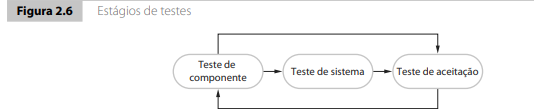 Figura 2.6 Estágios de testes
Teste de
componente
Teste de sistema
Teste de aceitação